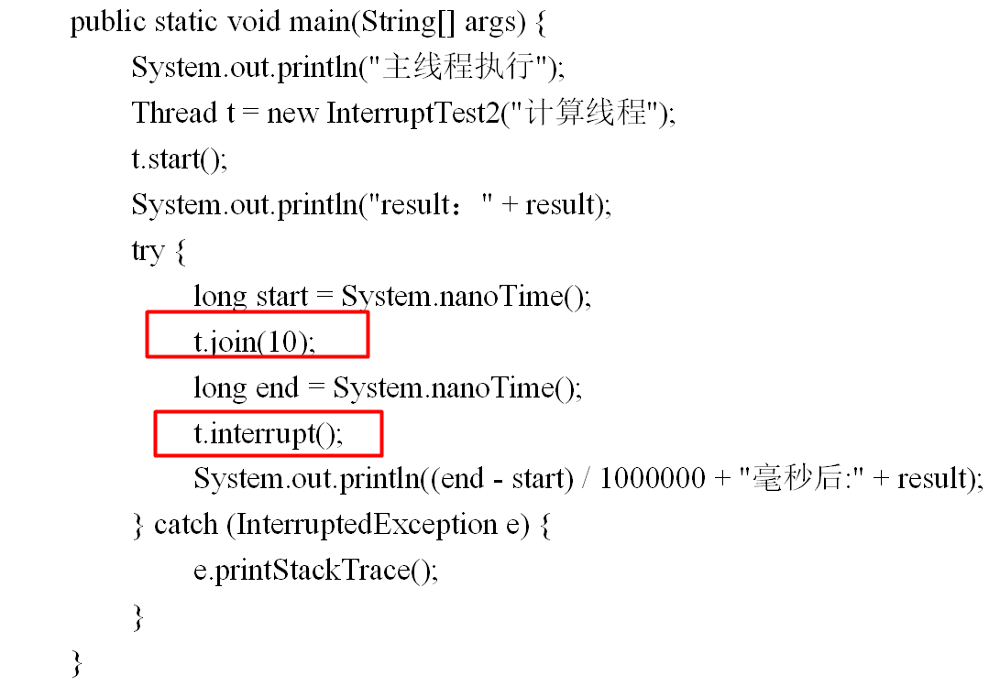 public static void main(String[] args) {
System.out.println("主线程执行");
Thread t = new InterruptTest2("计算线程");
t.start();
System.out.println("result：" + result);
try {
long start = System.nanoTime();
t.join(10);
long end = System.nanoTime();
t.interrupt();
System.out.println((end - start) / 1000000 + "毫秒后:" + result);
} catch (InterruptedException e) {
e.printStackTrace();
}
}